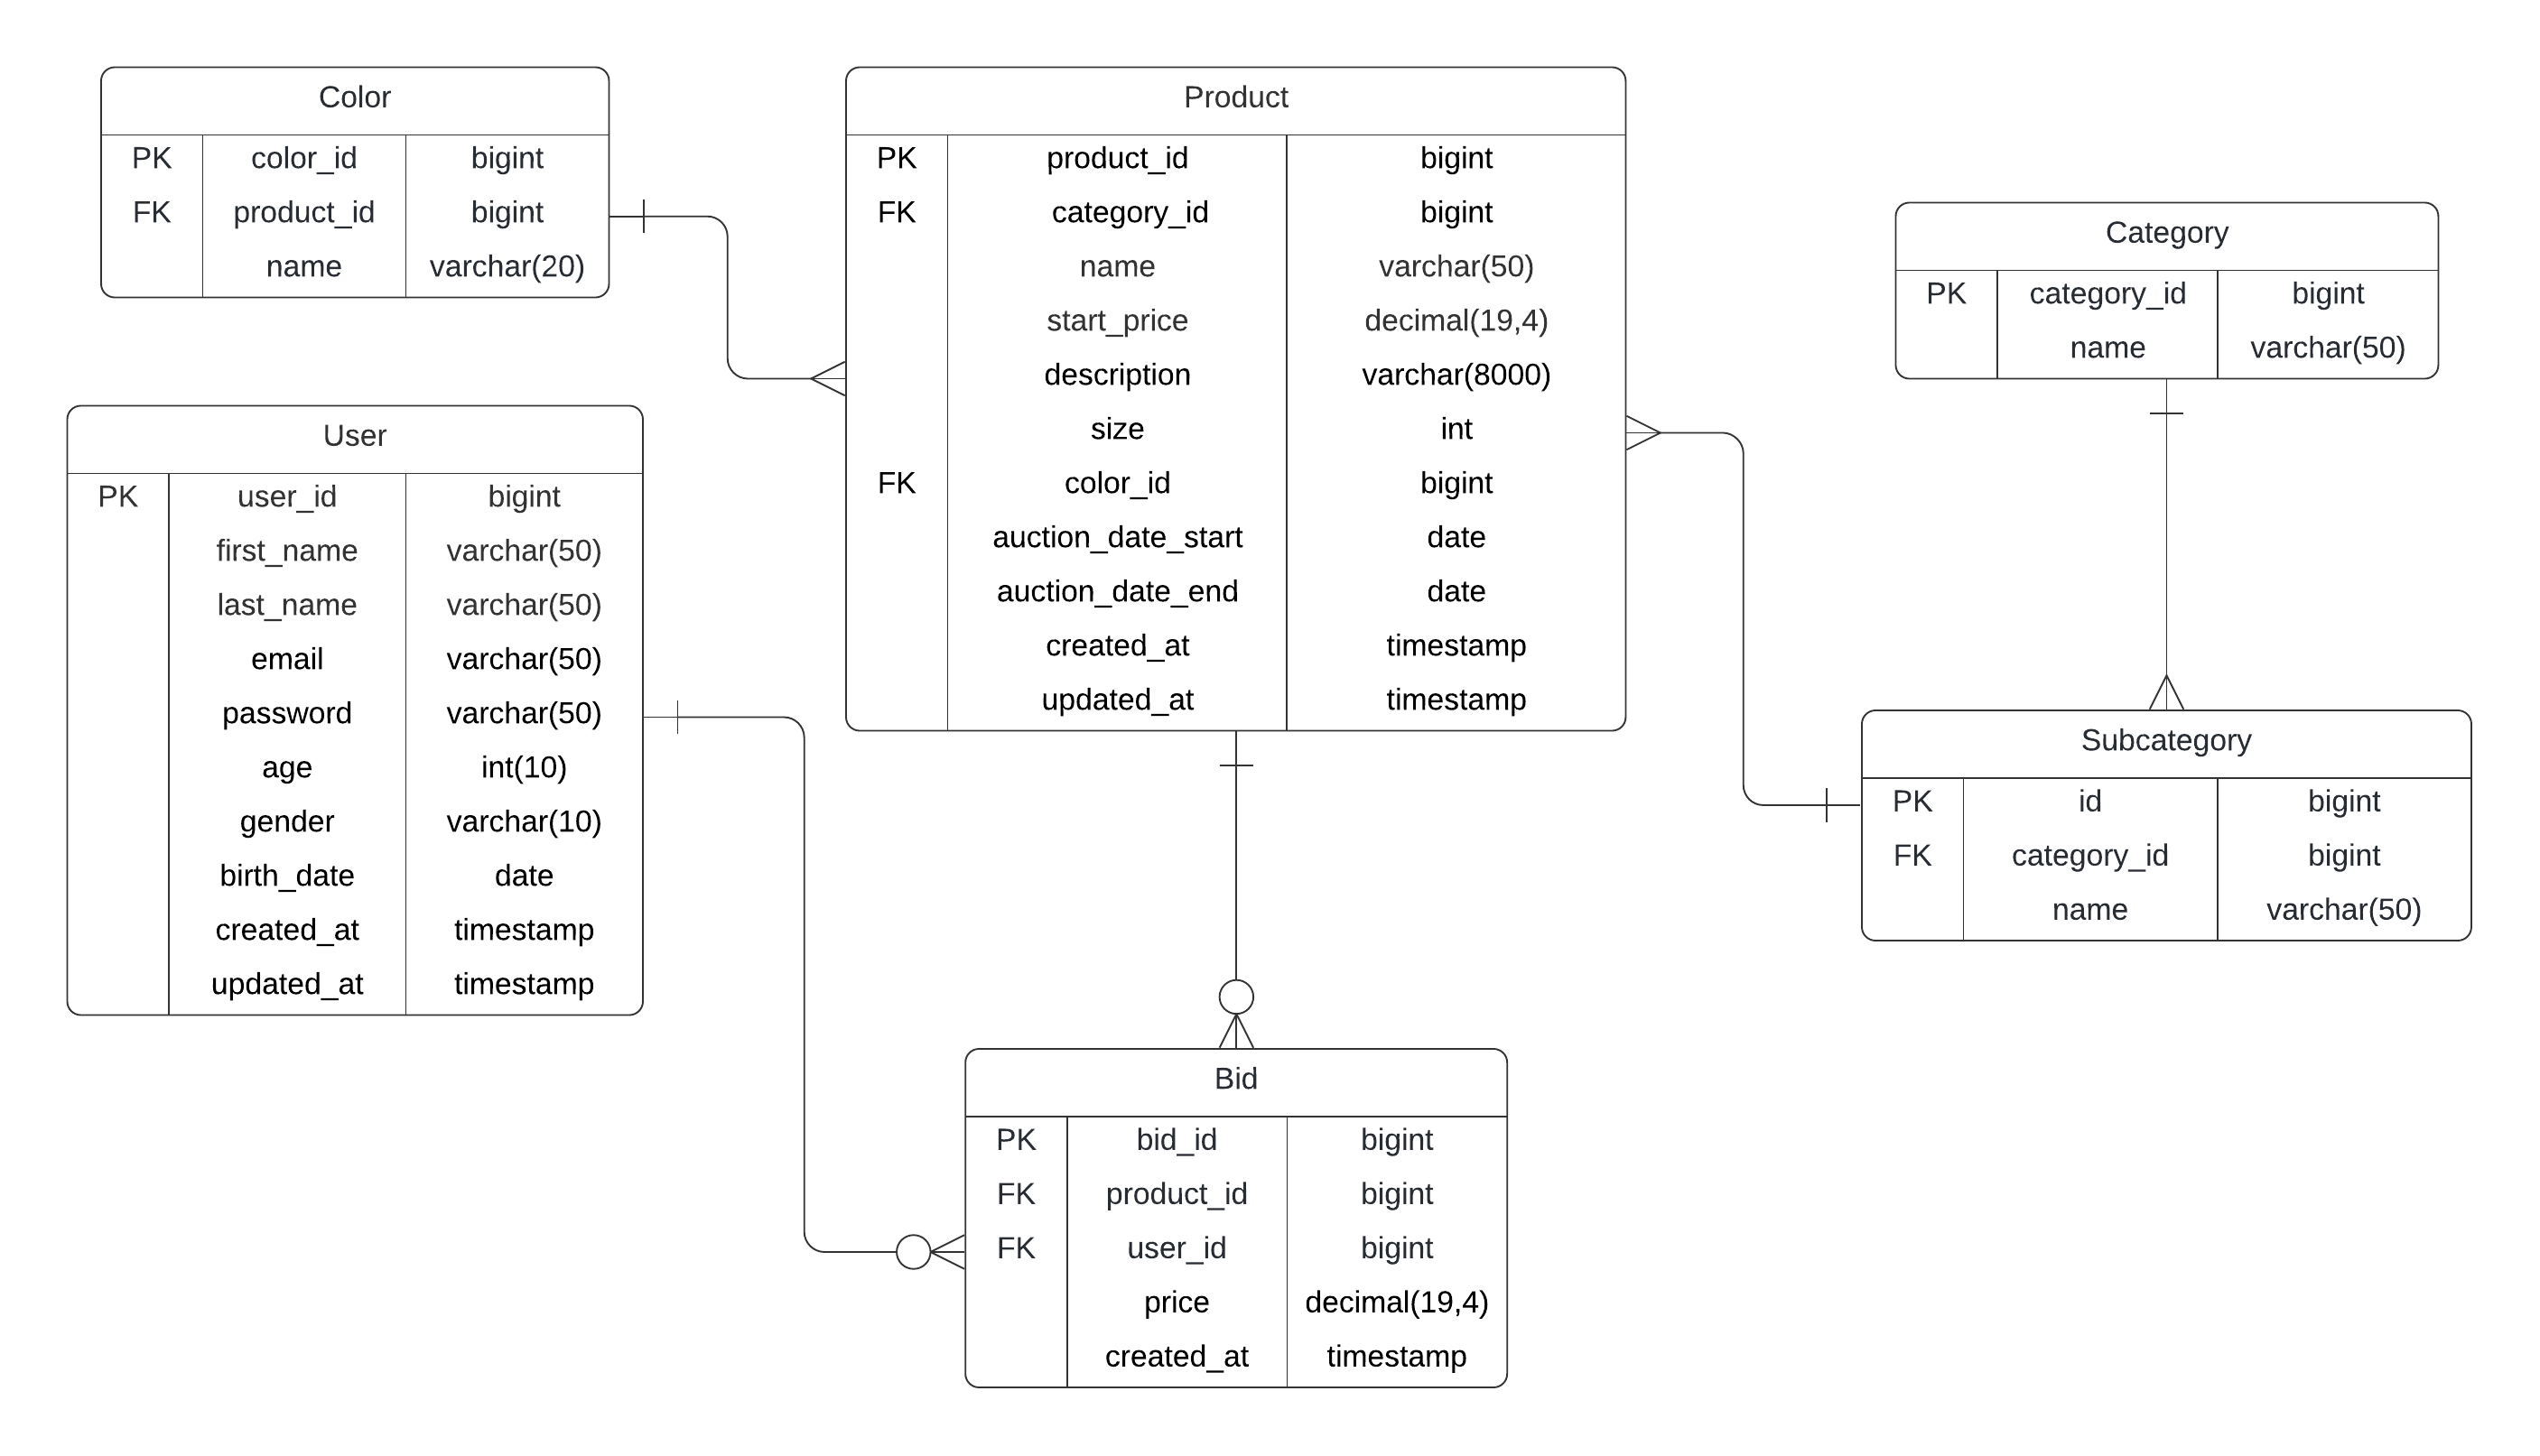 Color
PK color_id bigint
FK product_id bigint
name varchar(20)
Product
PK product_id bigint
FK category_id bigint
name varchar(50)
start_price decimal(19,4)
description varchar(8000)
size int
FK color_id bigint
auction_date_start date
auction_date_end date
created_at timestamp
updated_at timestamp
Category
PK category_id bigint
name varchar(50)
User
PK user_id bigint
first_name varchar(50)
last_name varchar(50)
email varchar(50)
password varchar(50)
age int(10)
gender varchar(10)
birth_date date
created_at timestamp
updated_at timestamp
Subcategory
PK id bigint
FK category_id bigint
name varchar(50)
Bid
PK bid_id bigint
FK product_id bigint
FK user_id bigint
price decimal(19,4)
created_at timestamp